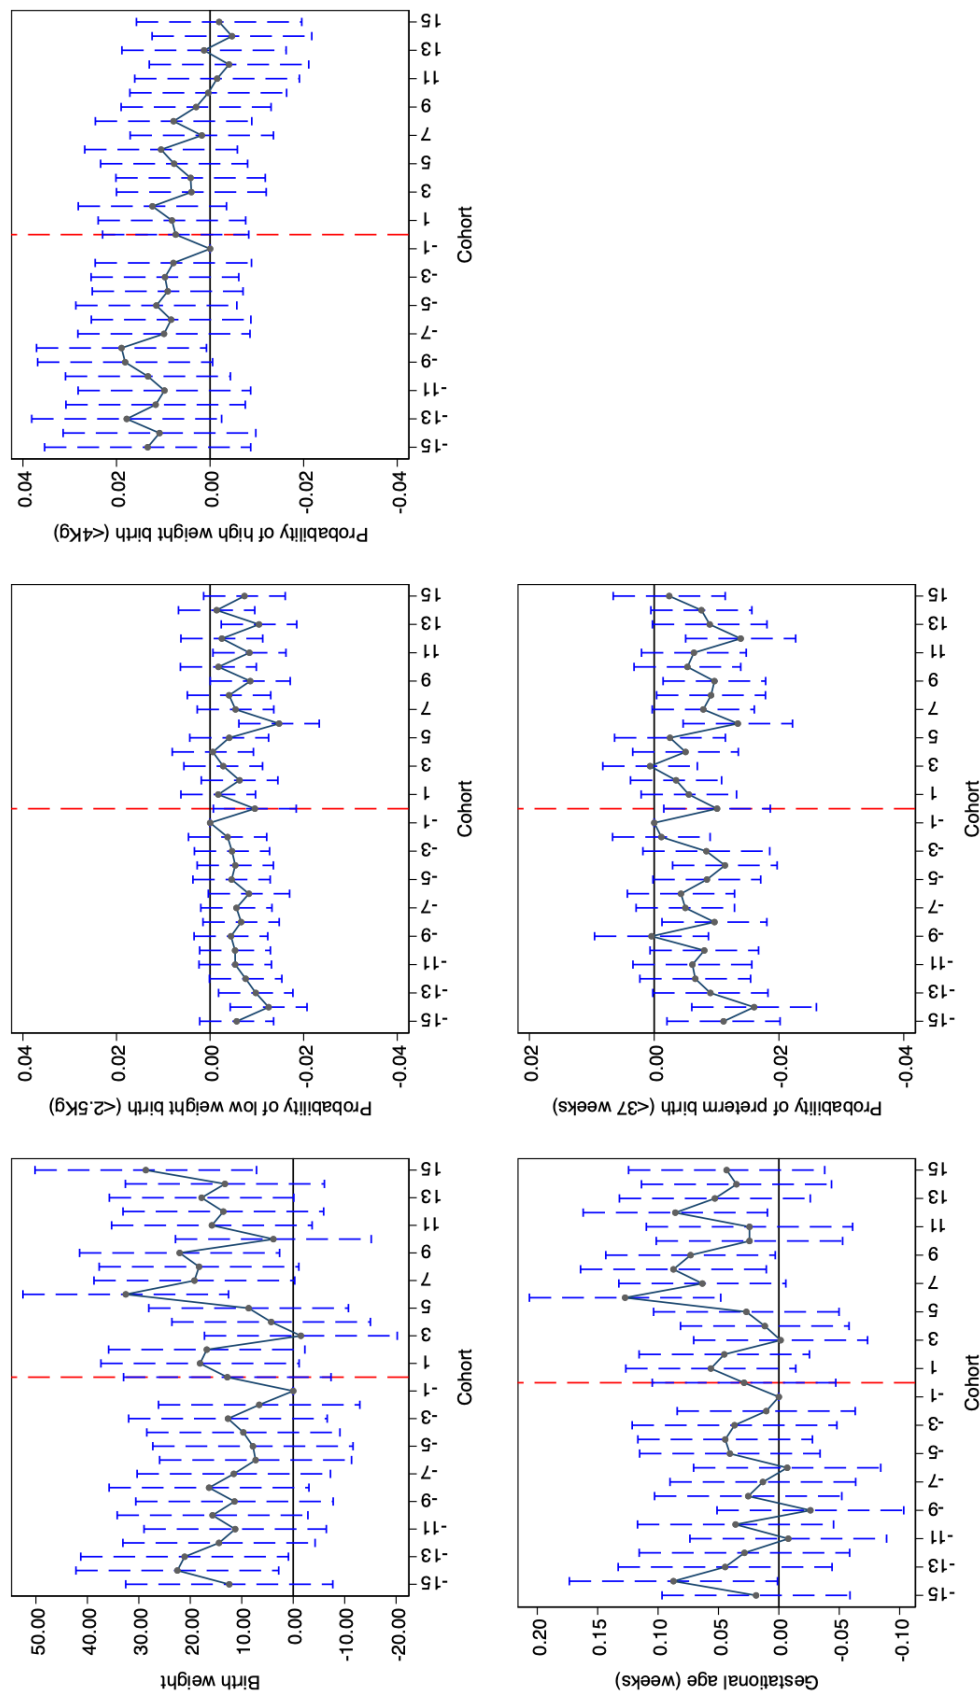 Birth weight
50.00
40.00
30.00
20.00
10.00
0.00
-10.00
-20.00
-15 -13 -11 -9 -7 -5 -3 -1 1 3 5 7 9 11 13 15
Cohort
Probability of low weight birth (<2.5Kg)
0.04
0.02
0.00
-0.02
-0.04
-15 -13 -11 -9 -7 -5 -3 -1 1 3 5 7 9 11 13 15
Cohort
Probability of high weight birth (<4Kg)
0.04
0.02
0.00
-0.02
-0.04
-15 -13 -11 -9 -7 -5 -3 -1 1 3 5 7 9 11 13 15
Cohort
Gestational age (weeks)
0.20
0.15
0.10
0.05
0.00
-0.05
-0.10
-15 -13 -11 -9 -7 -5 -3 -1 1 3 5 7 9 11 13 15
Cohort
Probability of preterm birth (<37 weeks)
0.02
0.00
-0.02
-0.04
-15 -13 -11 -9 -7 -5 -3 -1 1 3 5 7 9 11 13 15
Cohort